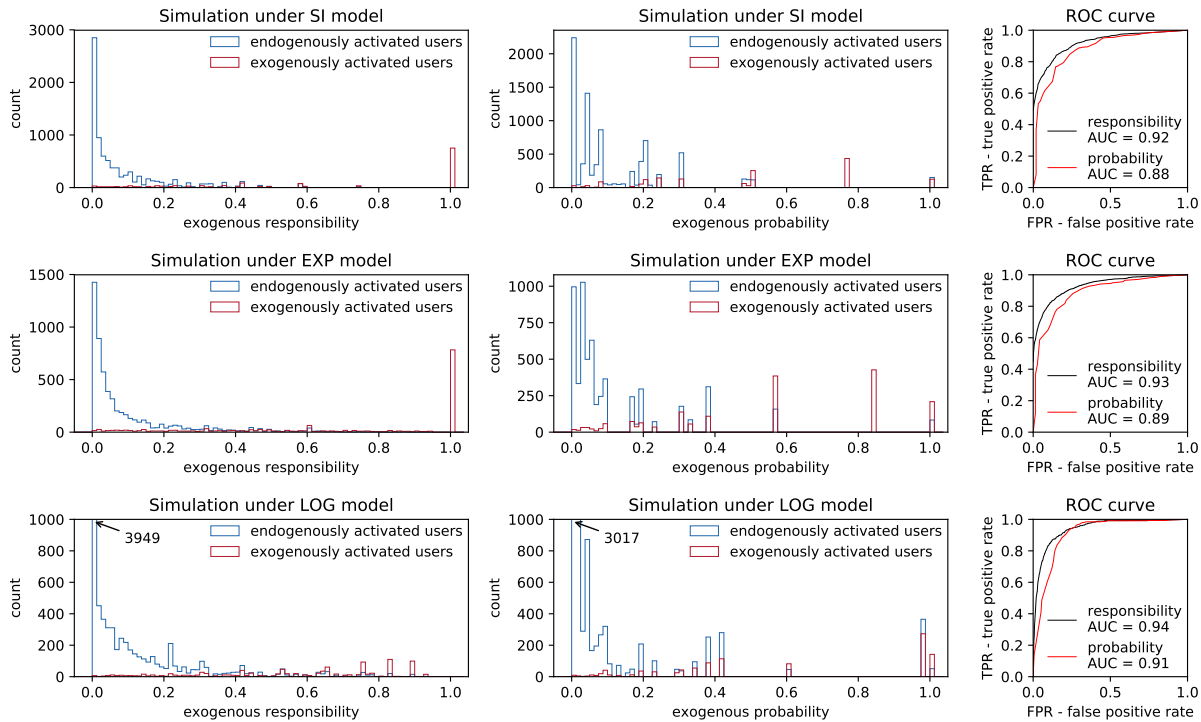 Simulation under SI model
3000
2000
1000
0
count
endogenously activated users
exogenously activated users
0.0 0.2 0.4 0.6 0.8 1.0
exogenous responsibility
Simulation under SI model
2000
1500
1000
500
0
count
endogenously activated users
exogenously activated users
0.0 0.2 0.4 0.6 0.8 1.0
exogenous probability
ROC curve
1.0
0.8
0.6
0.4
0.2
0.0
TPR - true positive rate
responsibility
AUC = 0.92
probability
AUC = 0.88
0.0 0.5 1.0
FPR - false positive rate
Simulation under EXP model
1500
1000
500
0
count
endogenously activated users
exogenously activated users
0.0 0.2 0.4 0.6 0.8 1.0
exogenous responsibility
Simulation under EXP model
1000
750
500
250
0
count
endogenously activated users
exogenously activated users
0.0 0.2 0.4 0.6 0.8 1.0
exogenous probability
ROC curve
1.0
0.8
0.6
0.4
0.2
0.0
TPR - true positive rate
responsibility
AUC = 0.93
probability
AUC = 0.89
0.0 0.5 1.0
FPR - false positive rate
Simulation under LOG model
1000
800
600
400
200
0
count
3949
endogenously activated users
exogenously activated users
0.0 0.2 0.4 0.6 0.8 1.0
exogenous responsibility
Simulation under LOG model
1000
800
600
400
200
0
count
3017
endogenously activated users
exogenously activated users
0.0 0.2 0.4 0.6 0.8 1.0
exogenous probability
ROC curve
1.0
0.8
0.6
0.4
0.2
0.0
TPR - true positive rate
responsibility
AUC = 0.94
probability
AUC = 0.91
0.0 0.5 1.0
FPR - false positive rate